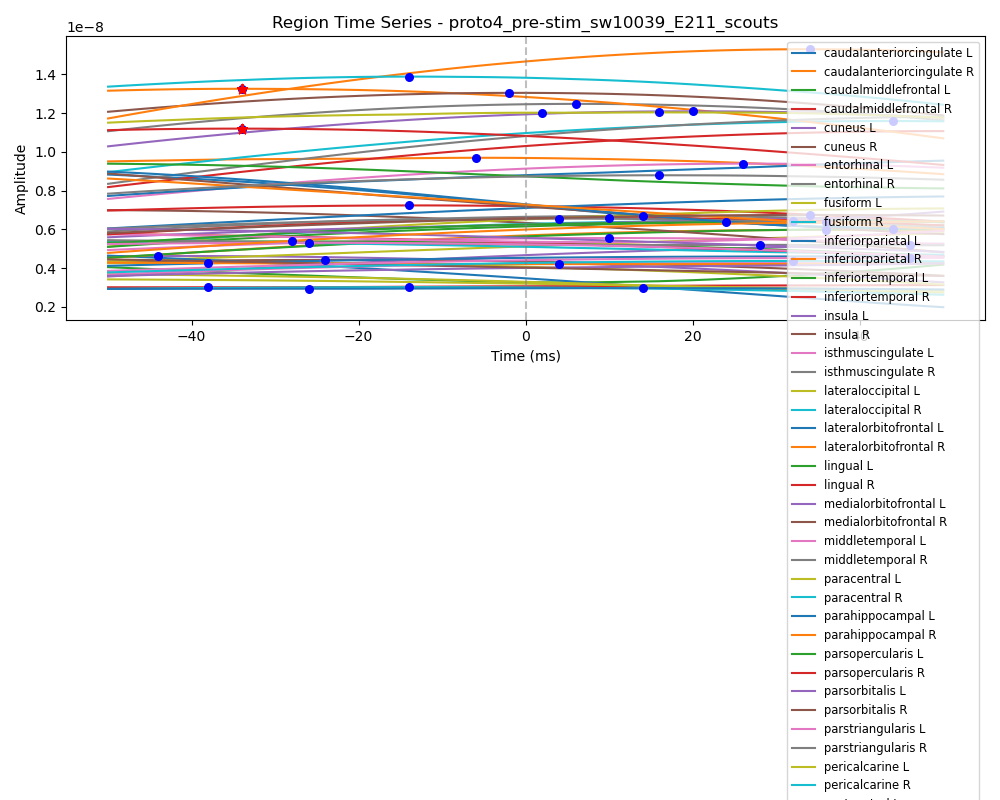 Region Time Series - proto4_pre-stim_sw10039_E211_scouts
1e−8
1.4
1.2
1.0
0.8
0.6
0.4
0.2
Amplitude
−40
−20
0
20
40
Time (ms)
caudalanteriorcingulate L
caudalanteriorcingulate R
caudalmiddlefrontal L
caudalmiddlefrontal R
cuneus L
cuneus R
entorhinal L
entorhinal R
fusiform L
fusiform R
inferiorparietal L
inferiorparietal R
inferiortemporal L
inferiortemporal R
insula L
insula R
isthmuscingulate L
isthmuscingulate R
lateraloccipital L
lateraloccipital R
lateralorbitofrontal L
lateralorbitofrontal R
lingual L
lingual R
medialorbitofrontal L
medialorbitofrontal R
middletemporal L
middletemporal R
paracentral L
paracentral R
parahippocampal L
parahippocampal R
parsopercularis L
parsopercularis R
parsorbitalis L
parsorbitalis R
parstriangularis L
parstriangularis R
pericalcarine L
pericalcarine R